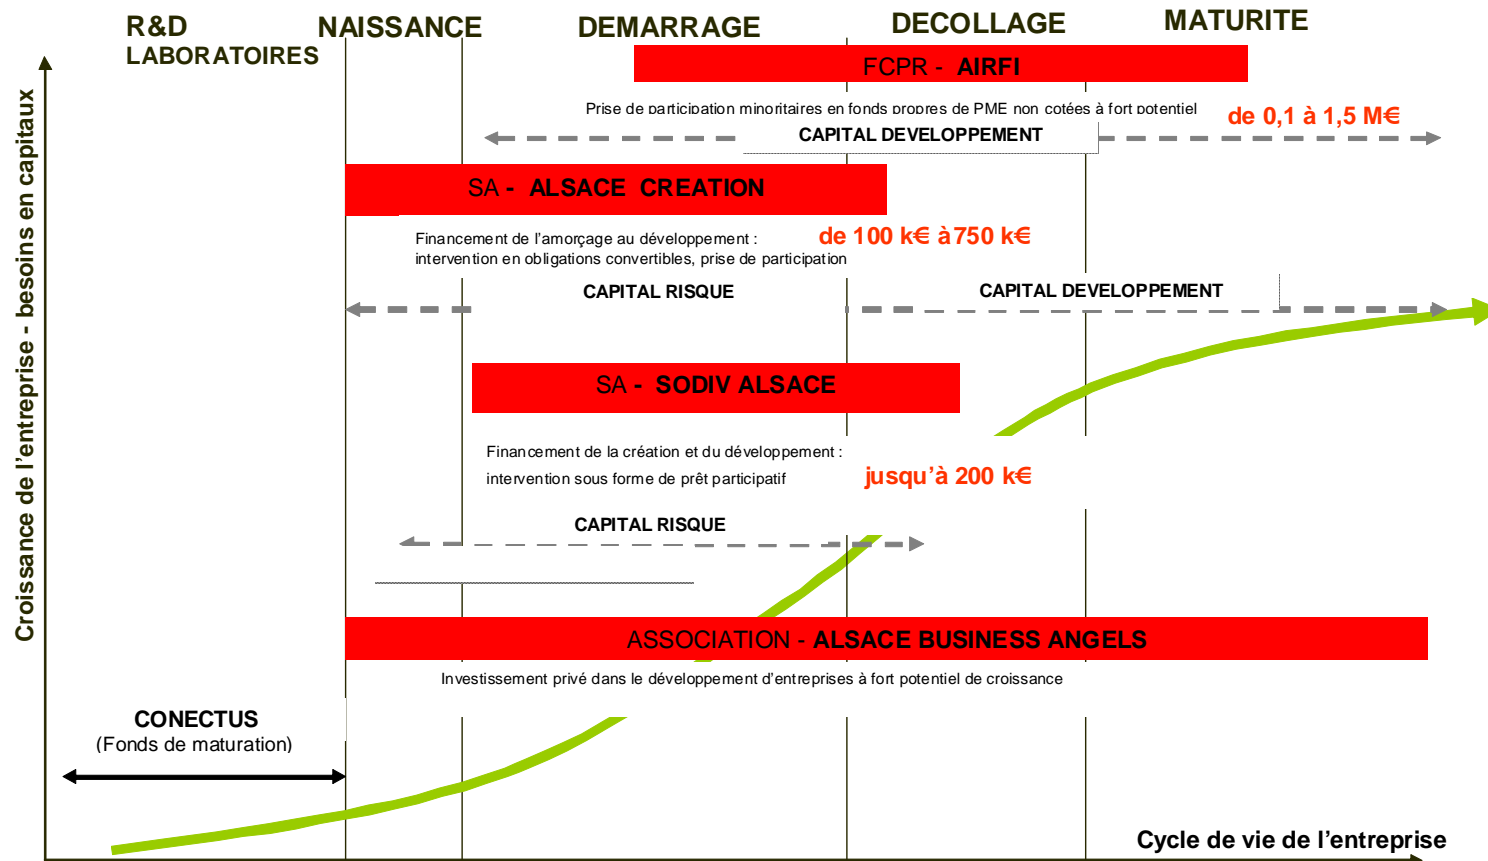 R&D
LABORATOIRES
NAISSANCE
DEMARRAGE
DECOLLAGE
MATURITE
FCPR - AIRFI
Prise de participation minoritaires en fonds propres de PME non cotées à fort potentiel
de 0,1 à 1,5 M€
CAPITAL DEVELOPPEMENT
SA - ALSACE CREATION
Financement de l'amorçage au développement :
intervention en obligations convertibles, prise de participation
de 100 k€ à750 k€
CAPITAL RISQUE
CAPITAL DEVELOPPEMENT
SA - SODIV ALSACE
Financement de la création et du développement :
intervention sous forme de prêt participatif
jusqu'à 200 k€
CAPITAL RISQUE
ASSOCIATION - ALSACE BUSINESS ANGELS
Investissement privé dans le développement d'entreprises à fort potentiel de croissance
CONECTUS
(Fonds de maturation)
Croissance de l'entreprise - besoins en capitaux
Cycle de vie de l'entreprise